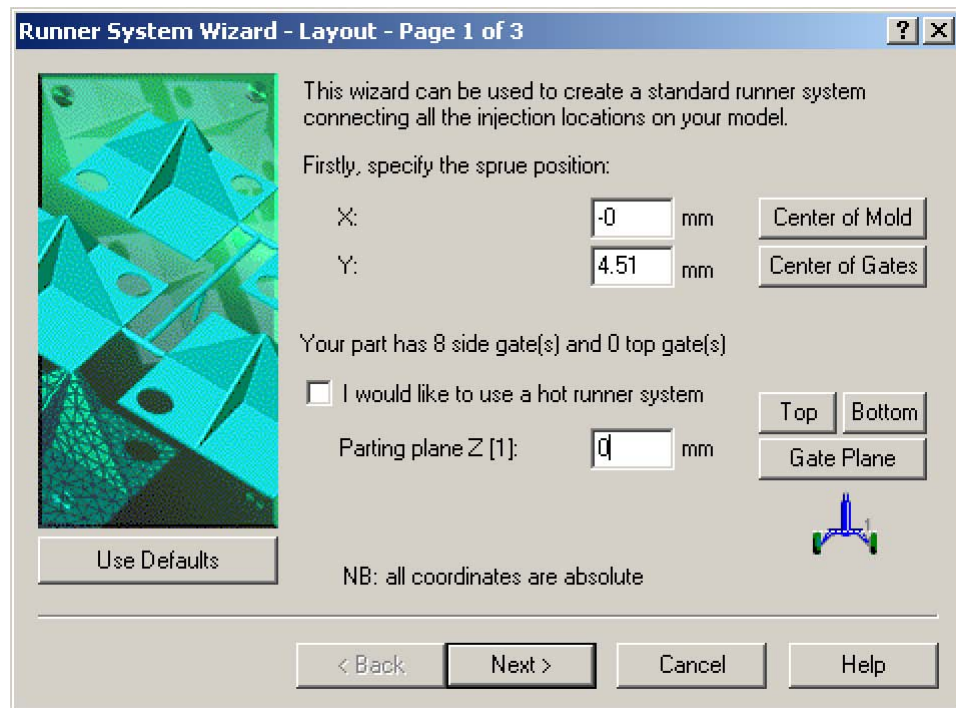 Runner System Wizard - Layout - Page 1 of 3
? X
This wizard can be used to create a standard runner system
connecting all the injection locations on your model.
Firstly, specify the sprue position:
X: -0 mm Center of Mold
Y: 4.51 mm Center of Gates
Your part has 8 side gate(s) and 0 top gate(s)
I would like to use a hot runner system
Top Bottom
Parting plane Z [1]: 0 mm
Gate Plane
1
Use Defaults
NB: all coordinates are absolute
< Back Next > Cancel Help